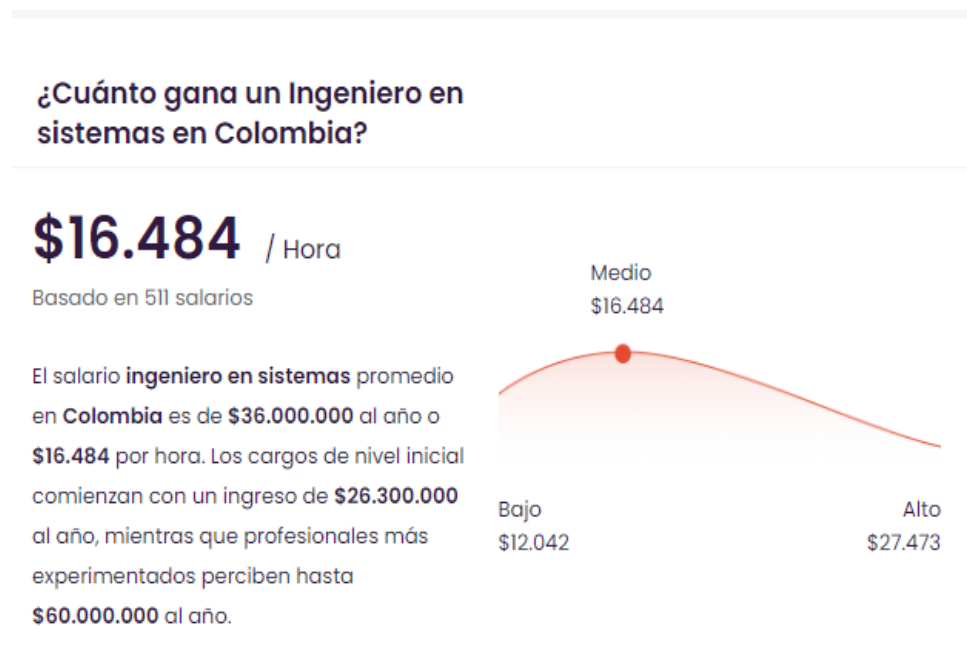 ¿Cuánto gana un Ingeniero en
sistemas en Colombia?
$16.484 / Hora
Basado en 511 salarios
El salario ingeniero en sistemas promedio
en Colombia es de $36.000.000 al año o
$16.484 por hora. Los cargos de nivel inicial
comienzan con un ingreso de $26.300.000
al año, mientras que profesionales más
experimentados perciben hasta
$60.000.000 al año.
Medio
$16.484
Bajo
$12.042
Alto
$27.473